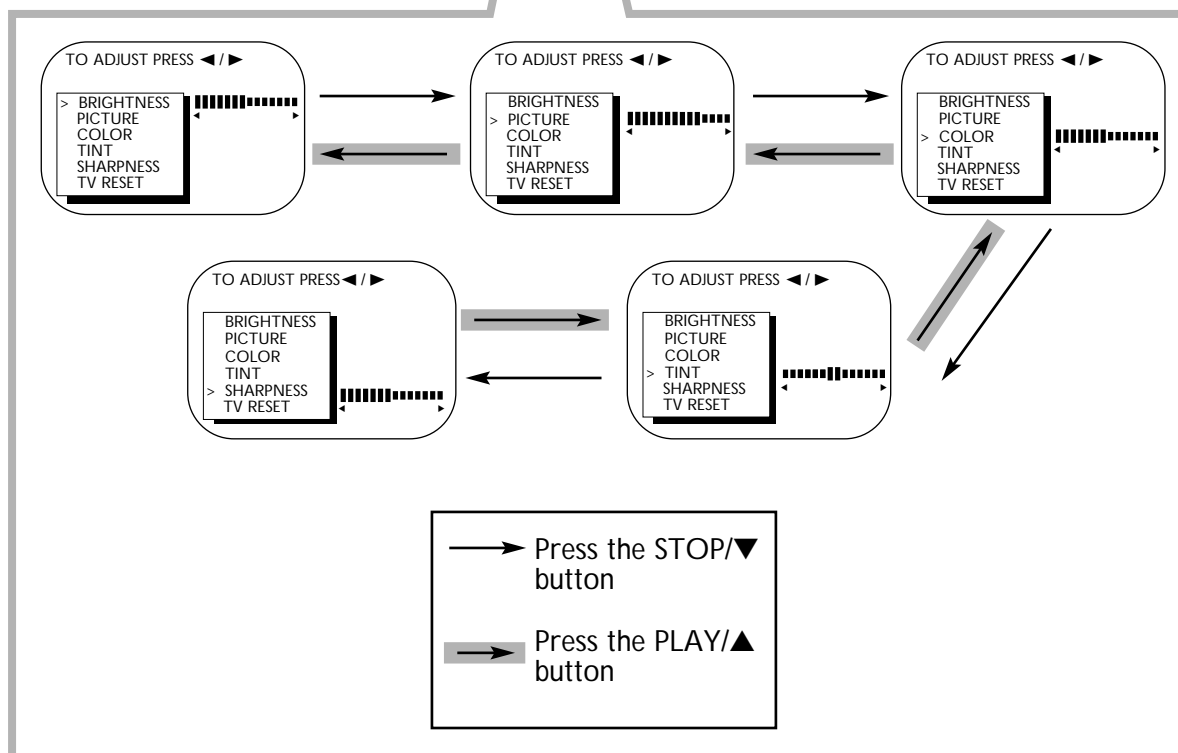 TO ADJUST PRESS ◄ / ►
> BRIGHTNESS
PICTURE
COLOR
TINT
SHARPNESS
TV RESET
TO ADJUST PRESS ◄ / ►
BRIGHTNESS
> PICTURE
COLOR
TINT
SHARPNESS
TV RESET
TO ADJUST PRESS ◄ / ►
BRIGHTNESS
PICTURE
> COLOR
TINT
SHARPNESS
TV RESET
TO ADJUST PRESS ◄ / ►
BRIGHTNESS
PICTURE
COLOR
TINT
> SHARPNESS
TV RESET
TO ADJUST PRESS ◄ / ►
BRIGHTNESS
PICTURE
COLOR
> TINT
SHARPNESS
TV RESET
Press the STOP/▼
button
Press the PLAY/▲
button